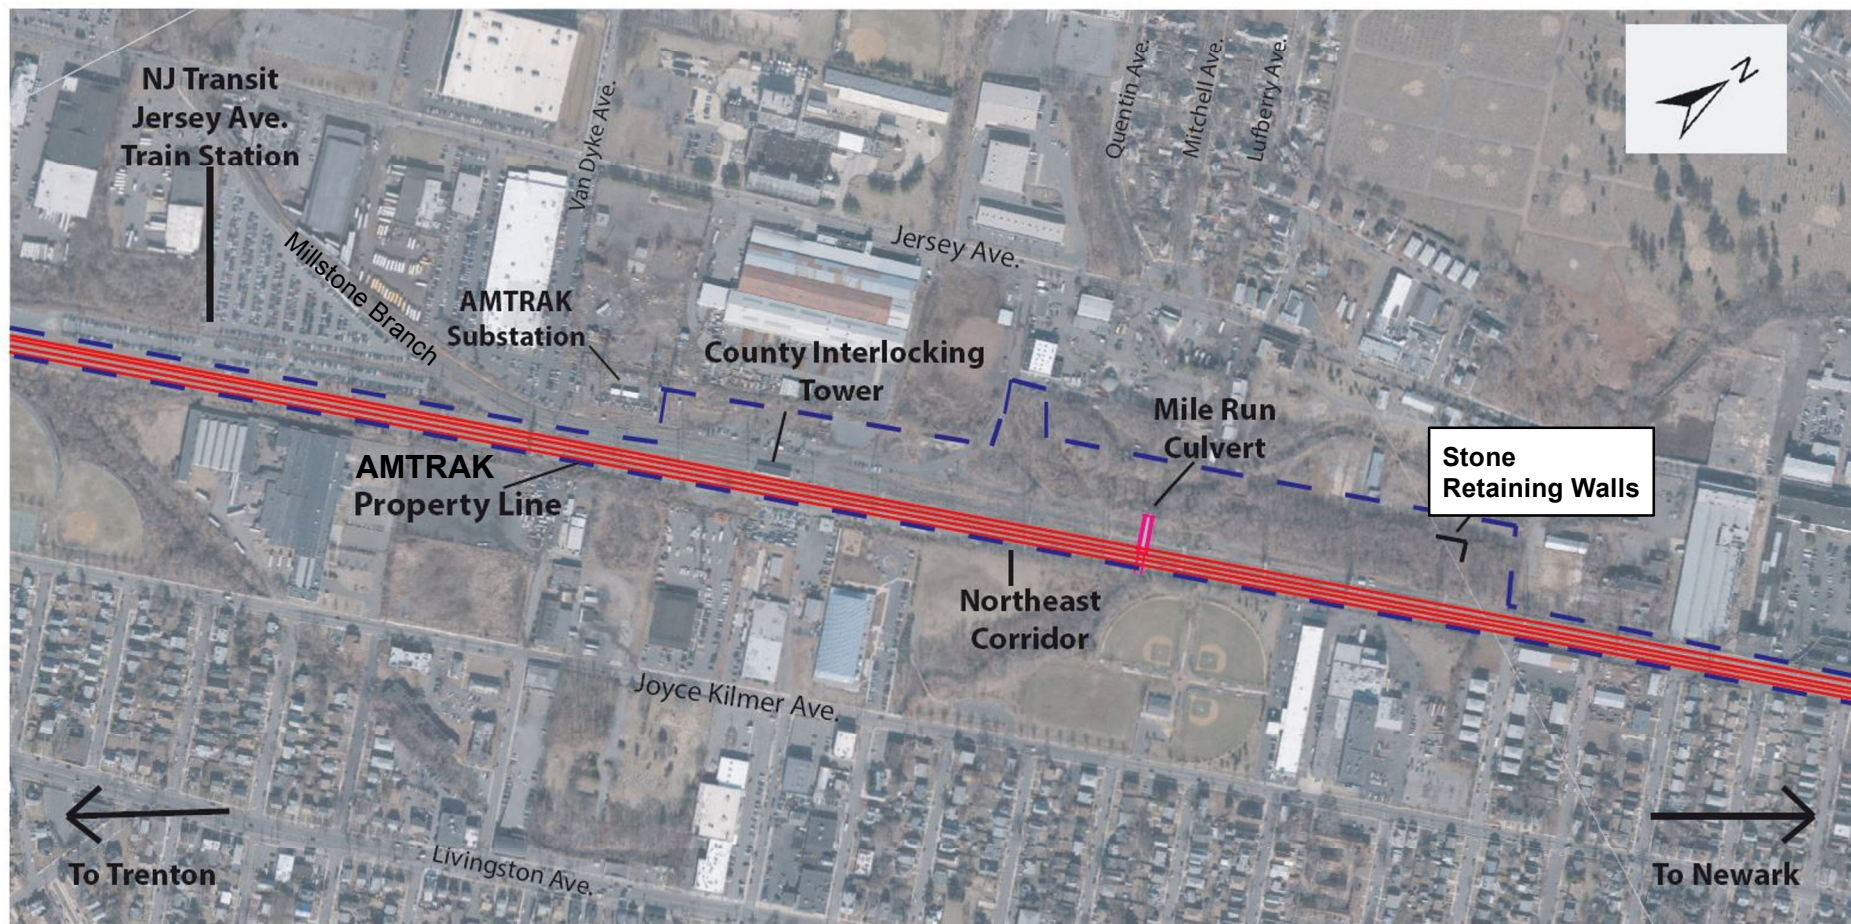 NJ Transit
Jersey Ave.
Train Station
Millstone Branch
Van Dyke Ave.
AMTRAK
Substation
Jersey Ave.
Quentin Ave.
Mitchell Ave.
Lufberry Ave.
N
County Interlocking
Tower
Mile Run
Culvert
Stone
Retaining Walls
AMTRAK
Property Line
Northeast
Corridor
Joyce Kilmer Ave.
Livingston Ave.
To Trenton
To Newark